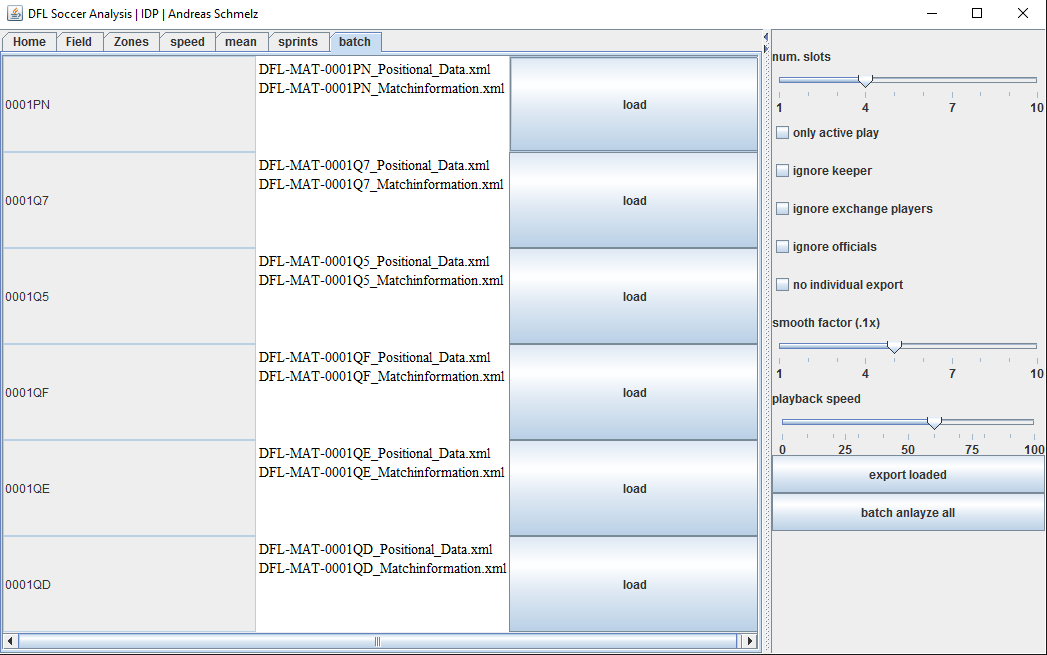 DFL Soccer Analysis | IDP | Andreas Schmelz
Home Field Zones speed mean sprints batch
0001PN
DFL-MAT-0001PN_Positional_Data.xml
DFL-MAT-0001PN_Matchinformation.xml
load
0001Q7
DFL-MAT-0001Q7_Positional_Data.xml
DFL-MAT-0001Q7_Matchinformation.xml
load
0001Q5
DFL-MAT-0001Q5_Positional_Data.xml
DFL-MAT-0001Q5_Matchinformation.xml
load
0001QF
DFL-MAT-0001QF_Positional_Data.xml
DFL-MAT-0001QF_Matchinformation.xml
load
0001QE
DFL-MAT-0001QE_Positional_Data.xml
DFL-MAT-0001QE_Matchinformation.xml
load
0001QD
DFL-MAT-0001QD_Positional_Data.xml
DFL-MAT-0001QD_Matchinformation.xml
load
num. slots
1 4 7 10
only active play
ignore keeper
ignore exchange players
ignore officials
no individual export
smooth factor (.1x)
1 4 7 10
playback speed
0 25 50 75 100
export loaded
batch anlayze all